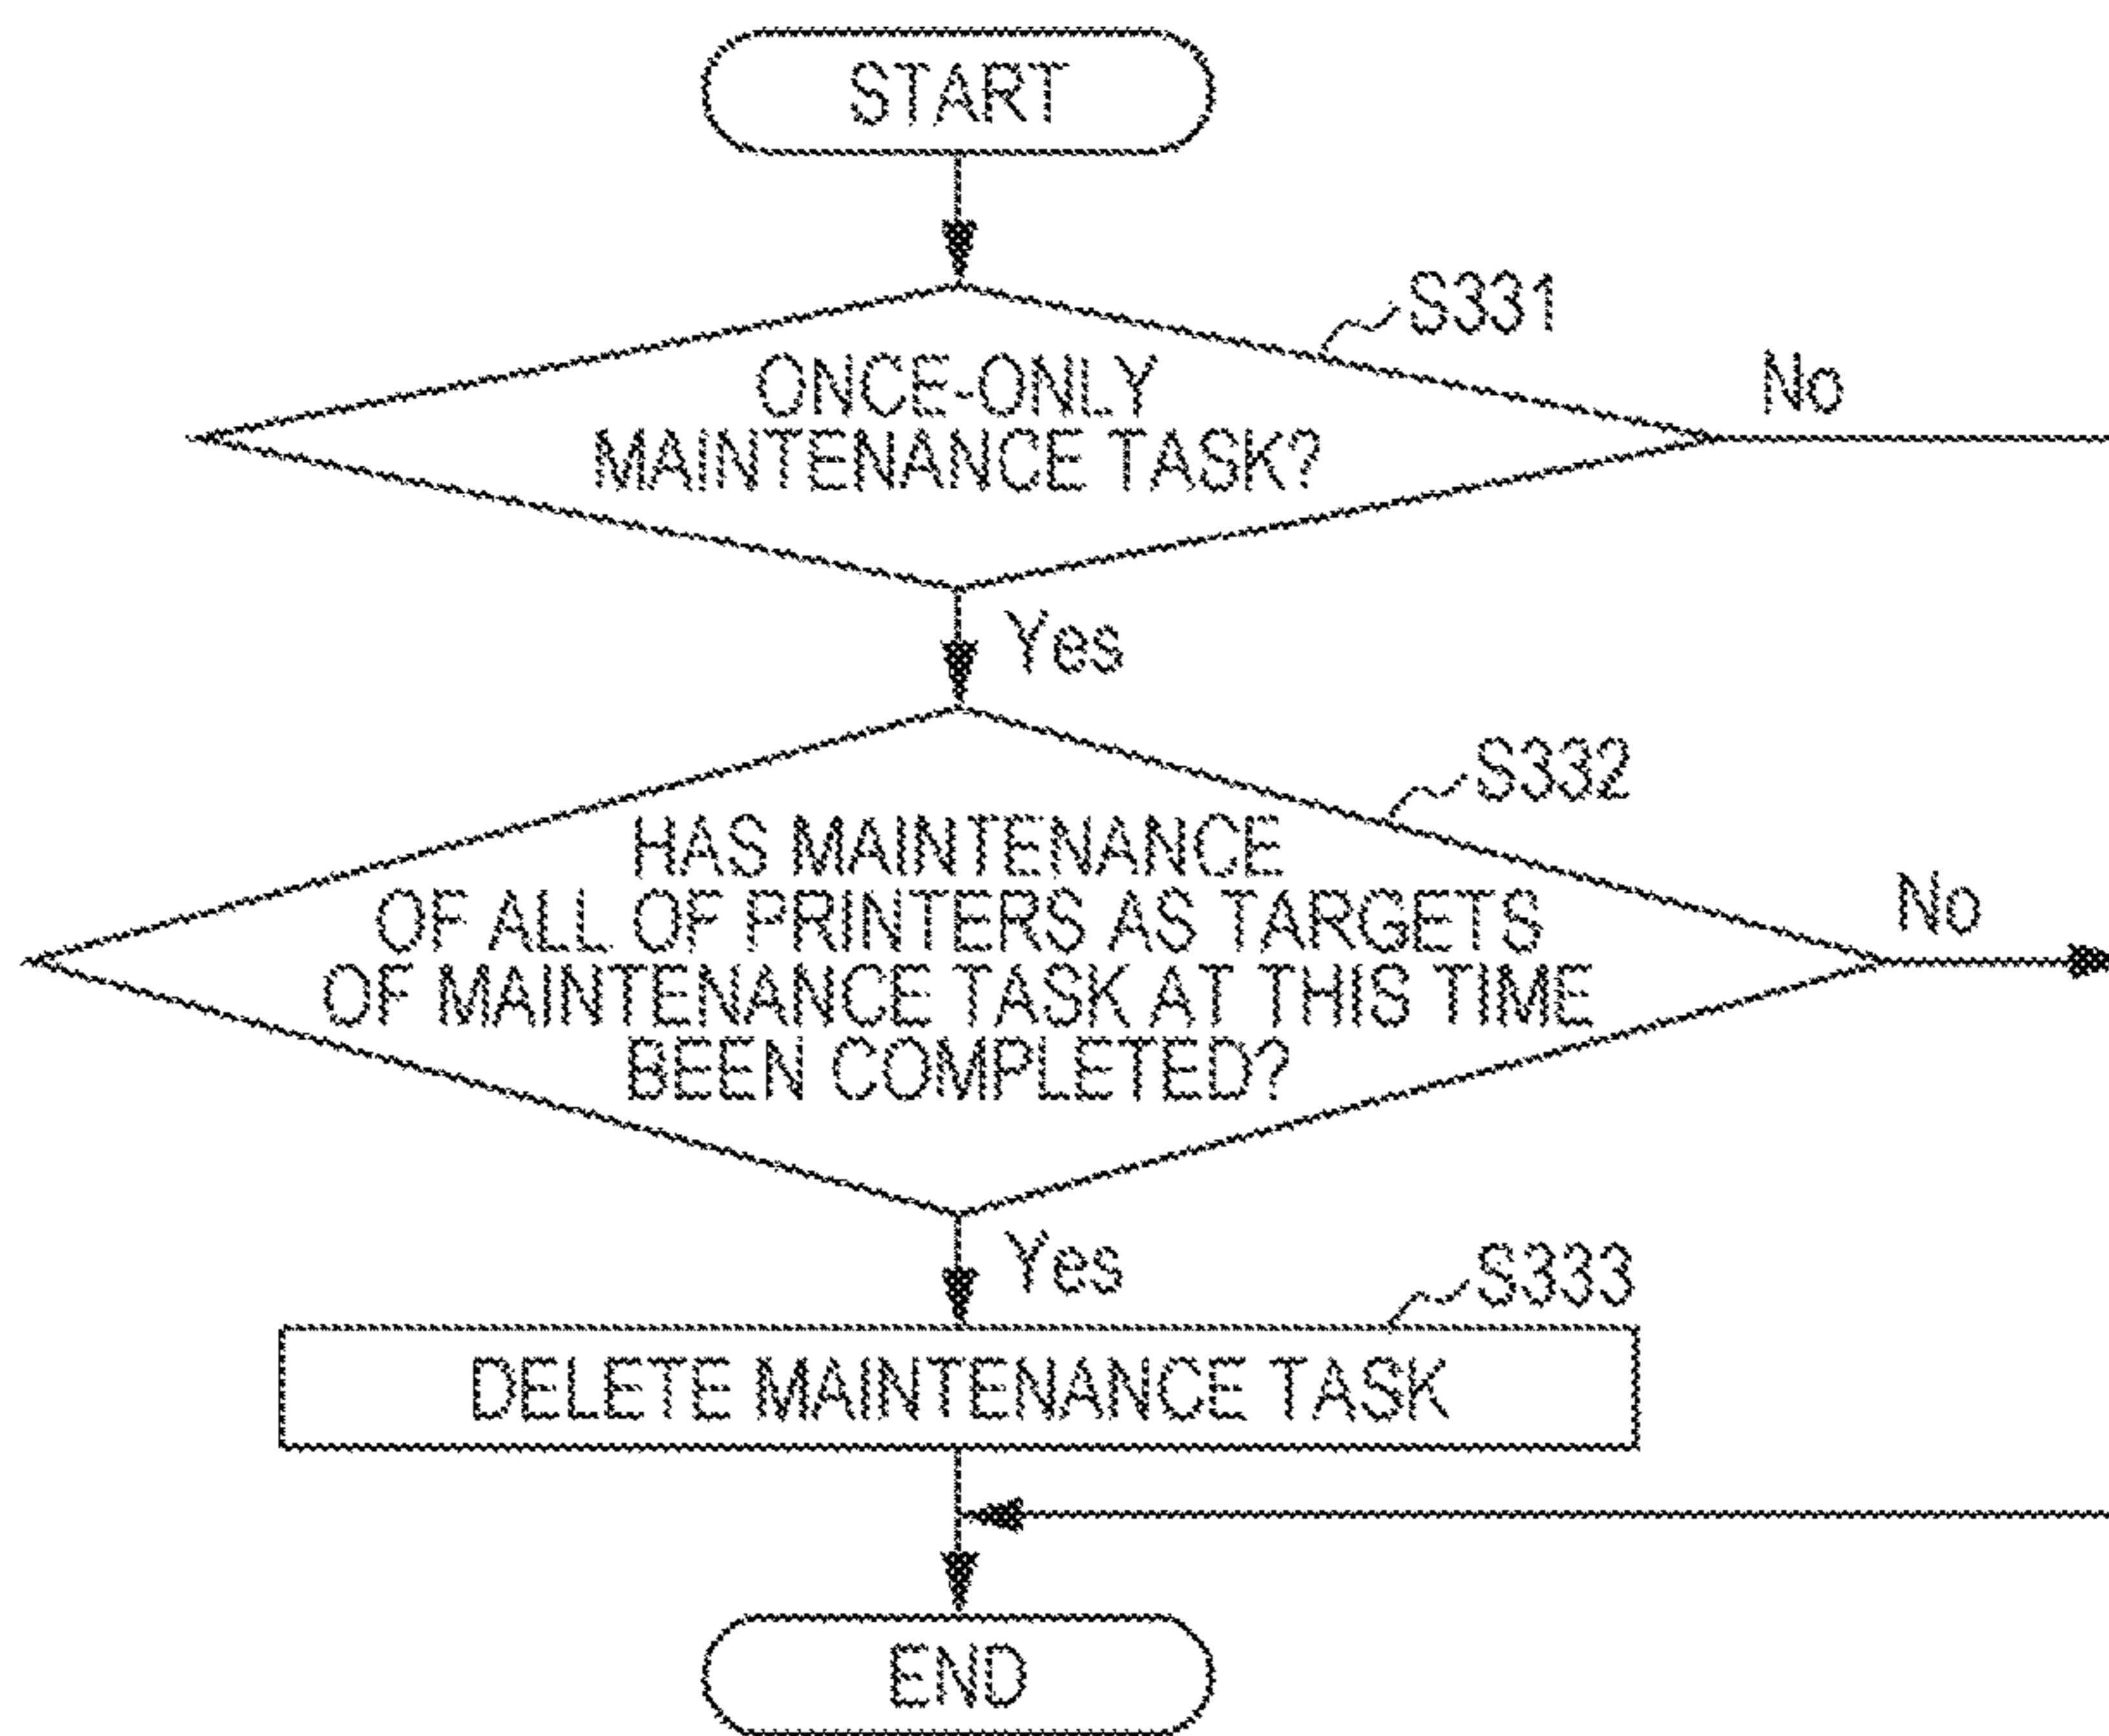 START
S331
ONCE-ONLY
MAINTENANCE TASK?
No
Yes
S332
HAS MAINTENANCE
OF ALL OF PRINTERS AS TARGETS
OF MAINTENANCE TASK AT THIS TIME
BEEN COMPLETED?
No
Yes
S333
DELETE MAINTENANCE TASK
END